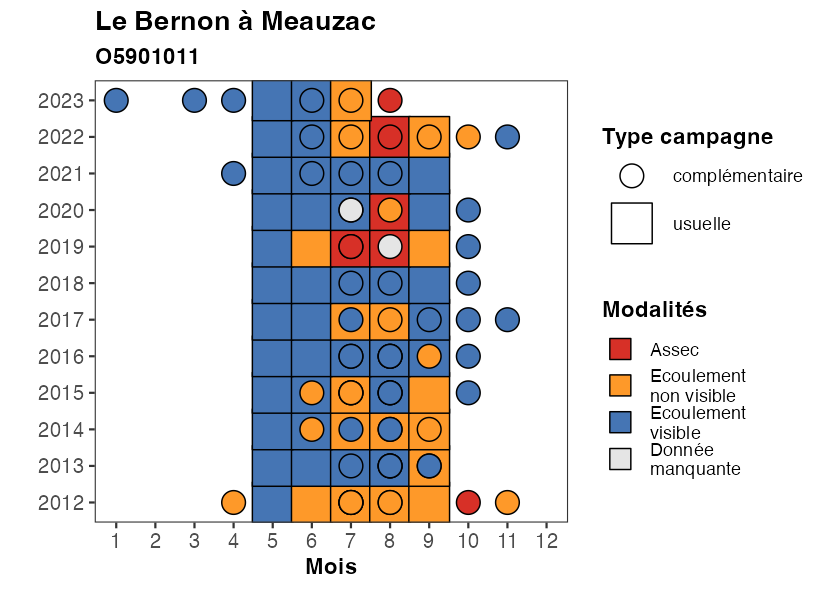 Le Bernon à Meauzac
O5901011
2023
2022
2021
2020
2019
2018
2017
2016
2015
2014
2013
2012
1 2 3 4 5 6 7 8 9 10 11 12
Mois
Type campagne
complémentaire
usuelle
Modalités
Assec
Ecoulement
non visible
Ecoulement
visible
Donnée
manquante